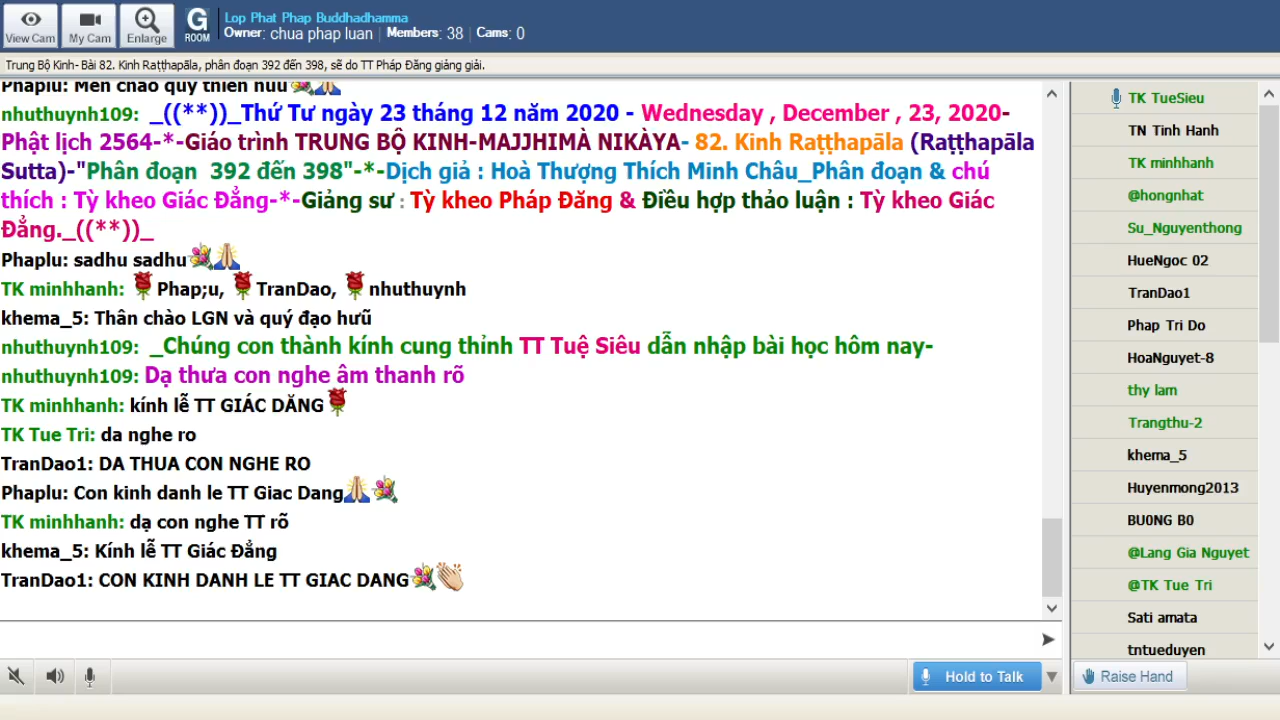 View Cam
My Cam
Enlarge
G
ROOM
Lop Phat Phap Buddhadhamma
Owner: chua phap luan | Members: 38 | Cams: 0
Trung Bộ Kinh- Bài 82. Kinh Raṭṭhapāla, phân đoạn 392 đến 398, sẽ do TT Pháp Đăng giảng giải.
Phaplu: Men chao quy thien huu
nhuthuynh109: _((**))_Thứ Tư ngày 23 tháng 12 năm 2020 - Wednesday , December , 23, 2020-
Phật lịch 2564-*-Giáo trình TRUNG BỘ KINH-MAJJHIMÀ NIKÀYA- 82. Kinh Raṭṭhapāla (Raṭṭhapāla
Sutta)-"Phân đoạn 392 đến 398"-*-Dịch giả : Hoà Thượng Thích Minh Châu_Phân đoạn & chú
thích : Tỳ kheo Giác Đẳng-*-Giảng sư : Tỳ kheo Pháp Đăng & Điều hợp thảo luận : Tỳ kheo Giác
Đẳng._((**))_
Phaplu: sadhu sadhu
TK minhhanh: Phap;u, TranDao, nhuthuynh
khema_5: Thân chào LGN và quý đạo hưũ
nhuthuynh109: _Chúng con thành kính cung thỉnh TT Tuệ Siêu dẫn nhập bài học hôm nay-
nhuthuynh109: Dạ thưa con nghe âm thanh rõ
TK minhhanh: kính lễ TT GIÁC DĂNG
TK Tue Tri: da nghe ro
TranDao1: DA THUA CON NGHE RO
Phaplu: Con kinh danh le TT Giac Dang
TK minhhanh: dạ con nghe TT rõ
khema_5: Kính lễ TT Giác Đẳng
TranDao1: CON KINH DANH LE TT GIAC DANG
Hold to Talk
TK TueSieu
TN Tinh Hanh
TK minhhanh
@hongnhat
Su_Nguyenthong
HueNgoc 02
TranDao1
Phap Tri Do
HoaNguyet-8
thy lam
Trangthu-2
khema_5
Huyenmong2013
BU0NG B0
@Lang Gia Nguyet
@TK Tue Tri
Sati amata
tntueduyen
Raise Hand